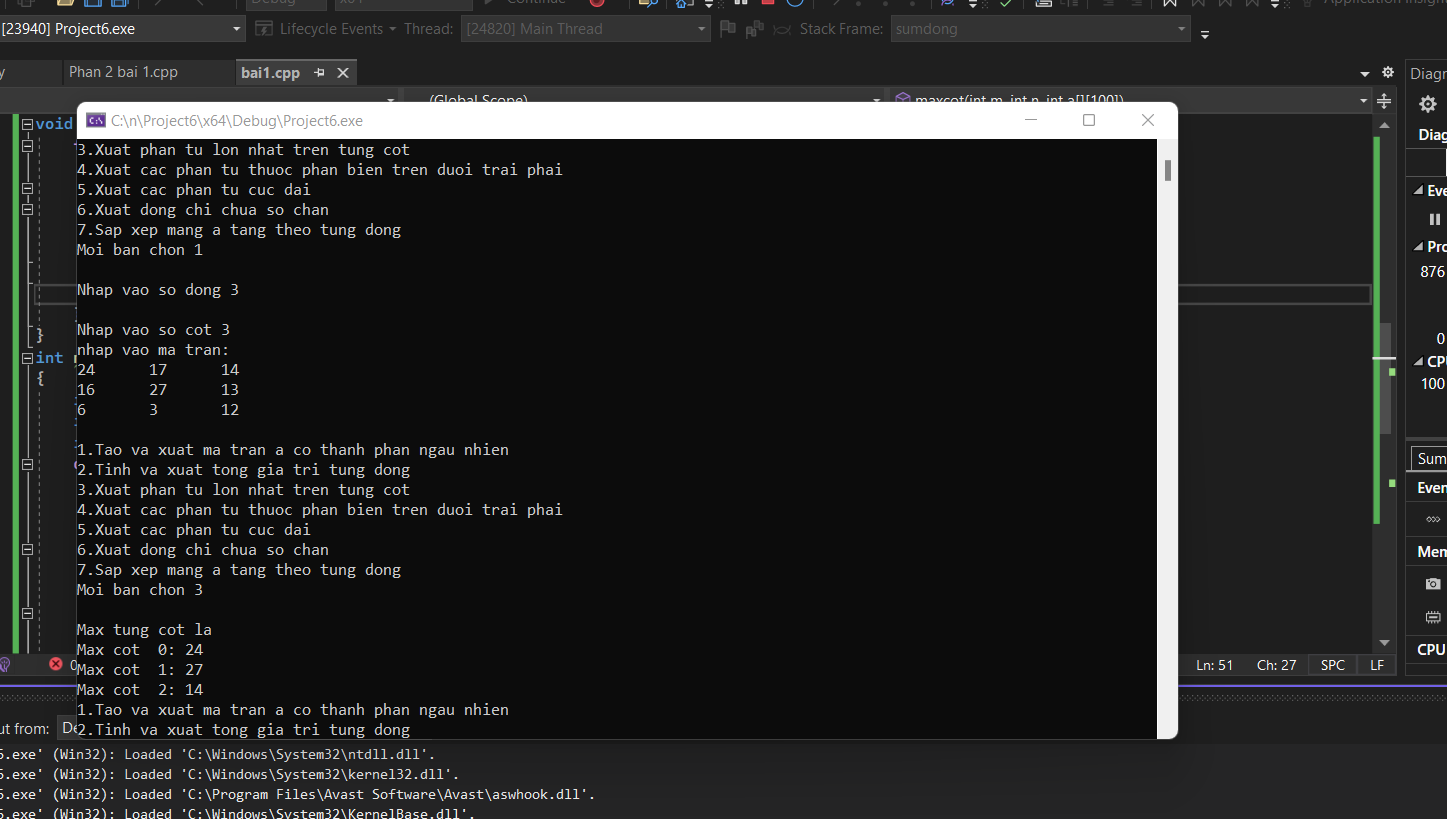 Debug
x64
Continue
Application Insigh
[23940] Project6.exe
Lifecycle Events
Thread:
[24820] Main Thread
Stack Frame:
sumdong
y
Phan 2 bai 1.cpp
bai1.cpp
Diagr
(Global Scope)
maxcot(int m, int n, int a[][100])
C:\n\Project6\x64\Debug\Project6.exe
void
}
int
{
3.Xuat phan tu lon nhat tren tung cot
4.Xuat cac phan tu thuoc phan bien tren duoi trai phai
5.Xuat cac phan tu cuc dai
6.Xuat dong chi chua so chan
7.Sap xep mang a tang theo tung dong
Moi ban chon 1
Nhap vao so dong 3
Nhap vao so cot 3
nhap vao ma tran:
24 17 14
16 27 13
6 3 12
1.Tao va xuat ma tran a co thanh phan ngau nhien
2.Tinh va xuat tong gia tri tung dong
3.Xuat phan tu lon nhat tren tung cot
4.Xuat cac phan tu thuoc phan bien tren duoi trai phai
5.Xuat cac phan tu cuc dai
6.Xuat dong chi chua so chan
7.Sap xep mang a tang theo tung dong
Moi ban chon 3
Max tung cot la
Max cot  0: 24
Max cot  1: 27
Max cot  2: 14
1.Tao va xuat ma tran a co thanh phan ngau nhien
2.Tinh va xuat tong gia tri tung dong
Diag
Eve
Pro
876
0
CPU
100
Sum
Even
Mem
CPU
0
Ln: 51 Ch: 27 SPC LF
ut from:
De
6.exe' (Win32): Loaded 'C:\Windows\System32\ntdll.dll'.
6.exe' (Win32): Loaded 'C:\Windows\System32\kernel32.dll'.
6.exe' (Win32): Loaded 'C:\Program Files\Avast Software\Avast\aswhook.dll'.
6.exe' (Win32): Loaded 'C:\Windows\System32\KernelBase.dll'.